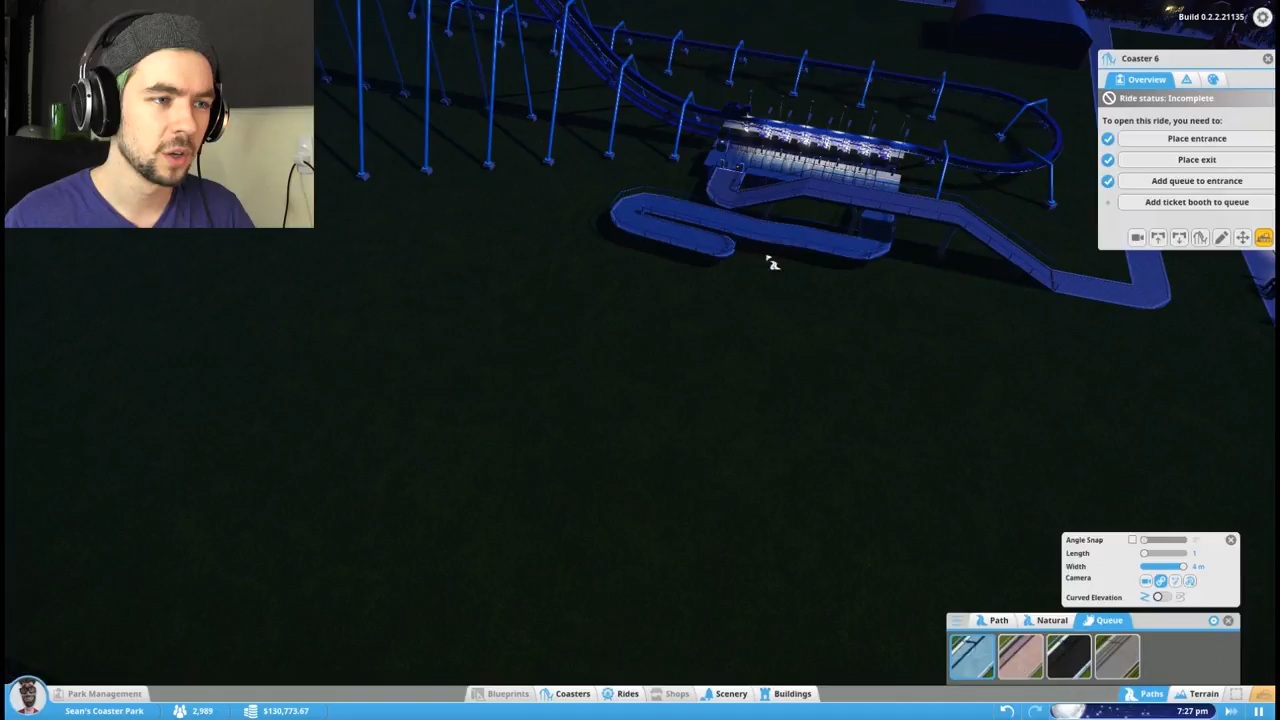 Build 0.2.2.21135
Coaster 6
Overview
Ride status: Incomplete
To open this ride, you need to:
Place entrance
Place exit
Add queue to entrance
Add ticket booth to queue
Angle Snap 0°
Length 1
Width 4 m
Camera
Curved Elevation
Path Natural Queue
Park Management Blueprints Coasters Rides Shops Scenery Buildings Paths Terrain
Sean's Coaster Park 2,989 $130,773.67 7:27 pm